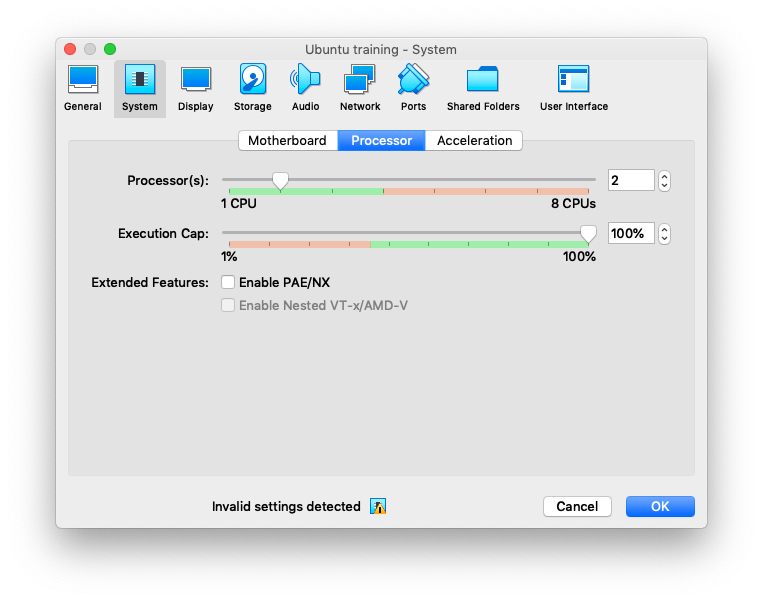 Ubuntu training - System
General System Display Storage Audio Network Ports Shared Folders User Interface
Motherboard Processor Acceleration
Processor(s): 2
1 CPU 8 CPUs
Execution Cap: 100%
1% 100%
Extended Features: Enable PAE/NX
Enable Nested VT-x/AMD-V
Invalid settings detected Cancel OK